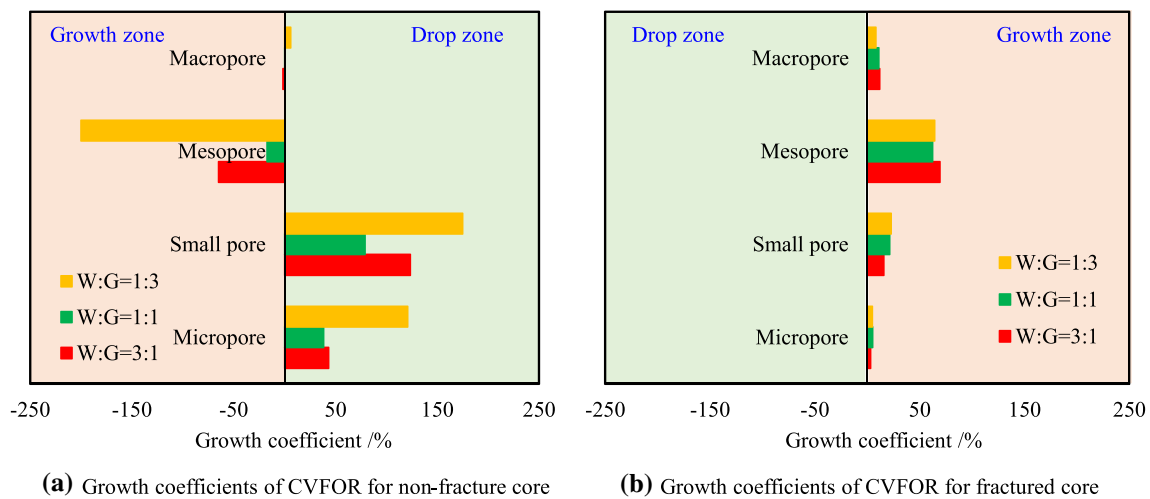 Growth zone
Drop zone
Macropore
Mesopore
Small pore
Micropore
W:G=1:3
W:G=1:1
W:G=3:1
-250
-150
-50
50
150
250
Growth coefficient /%
(a) Growth coefficients of CVFOR for non-fracture core
Drop zone
Growth zone
Macropore
Mesopore
Small pore
Micropore
W:G=1:3
W:G=1:1
W:G=3:1
-250
-150
-50
50
150
250
Growth coefficient /%
(b) Growth coefficients of CVFOR for fractured core